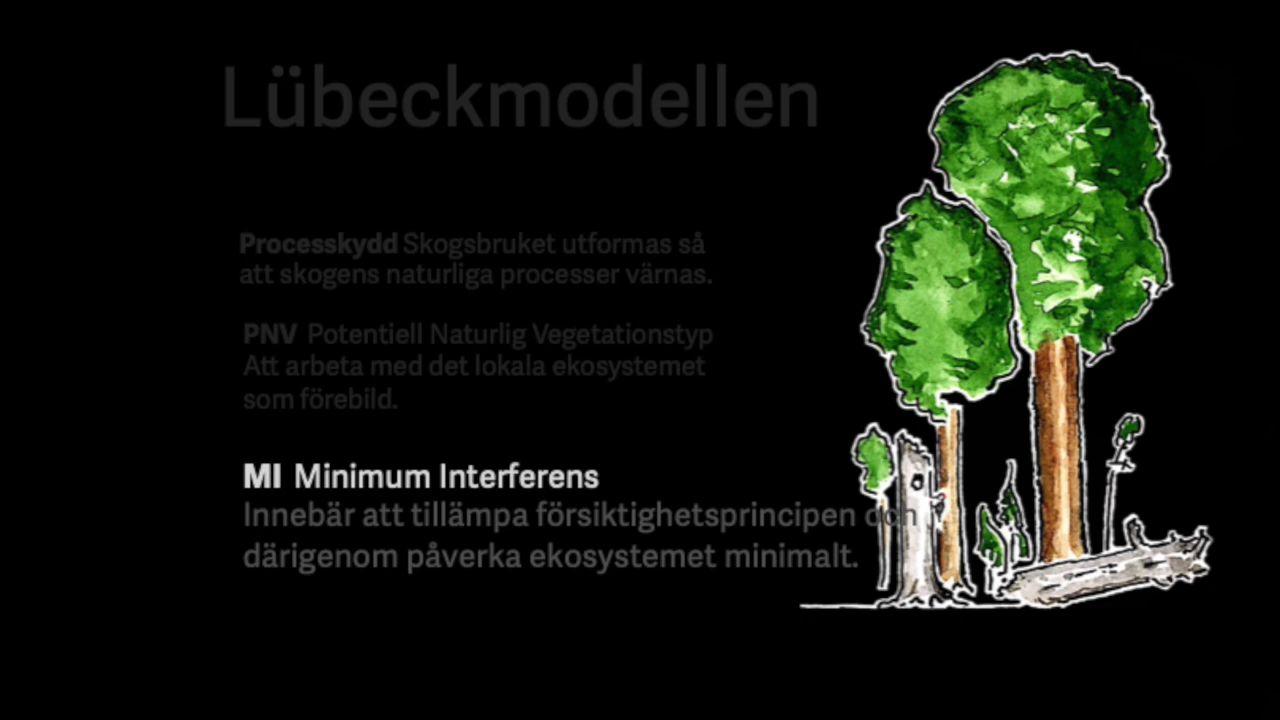 Lübeckmodellen
Processkydd Skogsbruket utformas så
att skogens naturliga processer värnas.
PNV Potentiell Naturlig Vegetationstyp
Att arbeta med det lokala ekosystemet
som förebild.
MI Minimum Interferens
Innebär att tillämpa försiktighetsprincipen och
därigenom påverka ekosystemet minimalt.